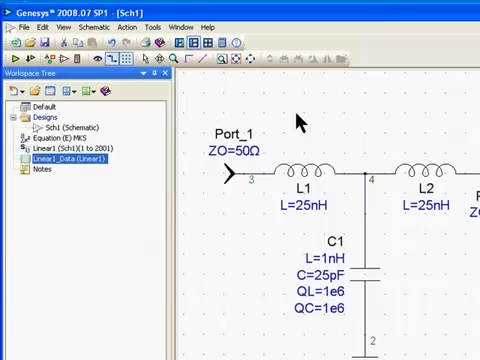 Genesys™ 2008.07 SP1 - [Sch1]
File Edit View Schematic Action Tools Window Help
Workspace Tree
Default
Designs
Sch1 (Schematic)
Equation (E) MKS
Linear1 (Sch1)(1 to 2001)
Linear1_Data (Linear1)
Notes
Port_1
ZO=50Ω
3
4
L1
L=25nH
L2
L=25nH
C1
L=1nH
C=25pF
QL=1e6
QC=1e6
2